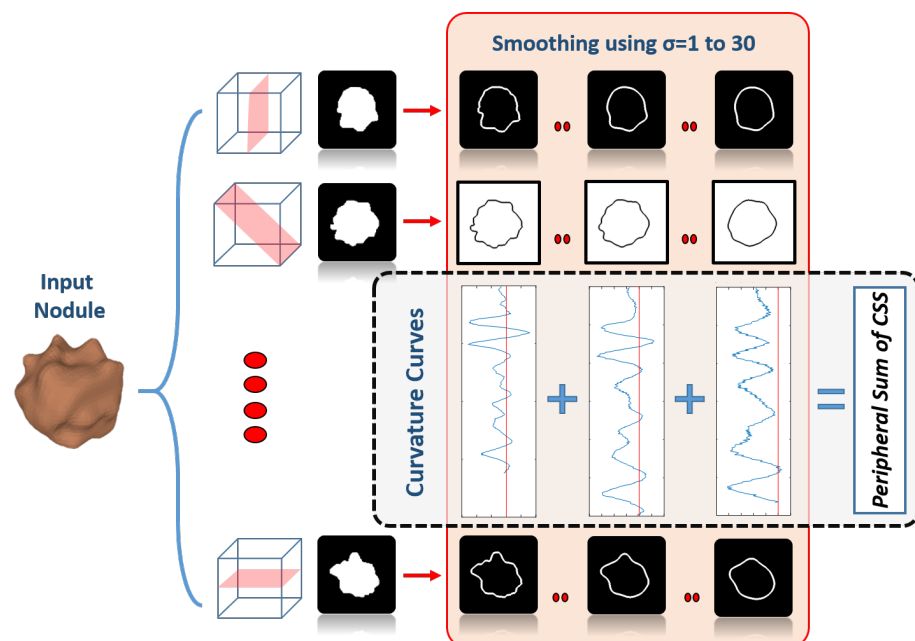 Smoothing using σ=1 to 30
Input
Nodule
Curvature Curves
+
+
=
Peripheral Sum of CSS